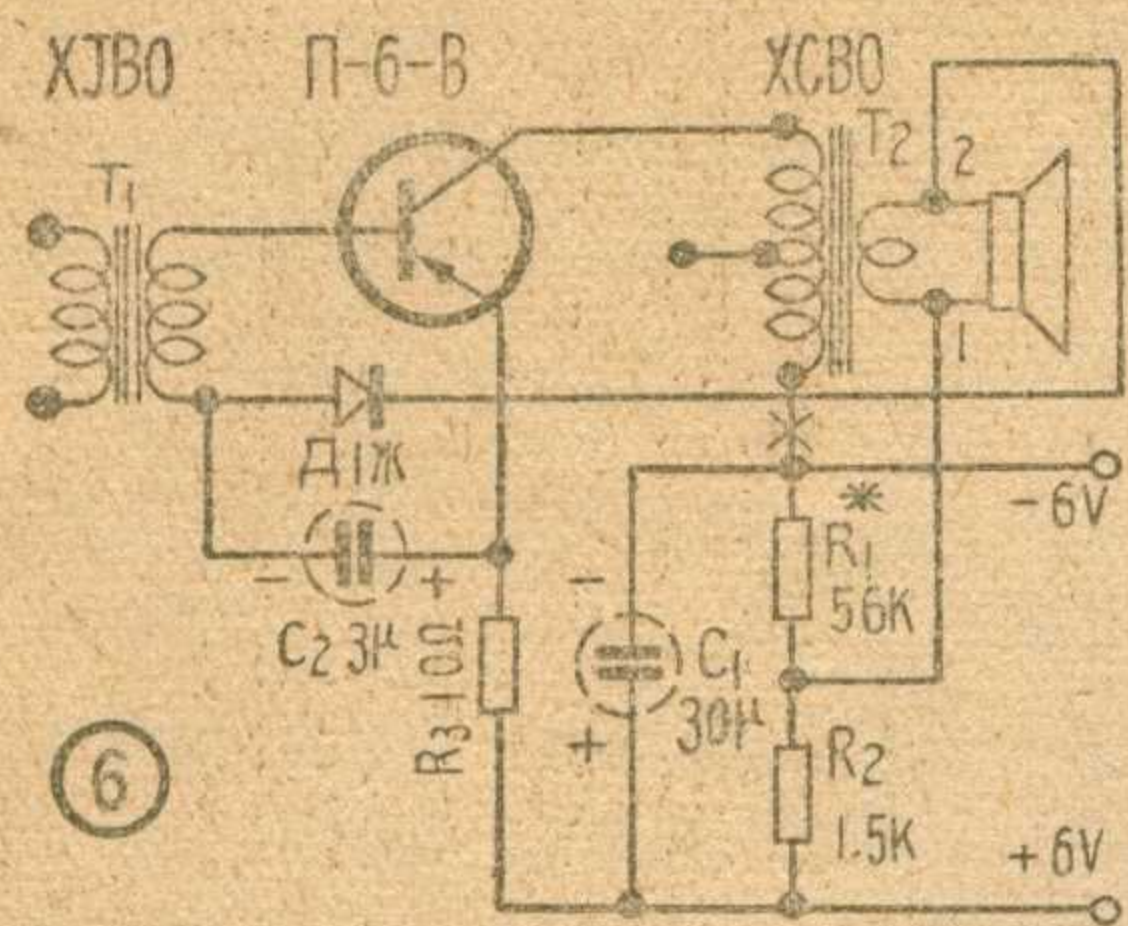 ХЈВО П-6-В ХСВО
T1
T2
2
1
Д1Ж
- +
C2 3μ
R3 10Ω
-
C1
30μ
+
*
R1
56K
-6V
R2
1.5K
+6V
6